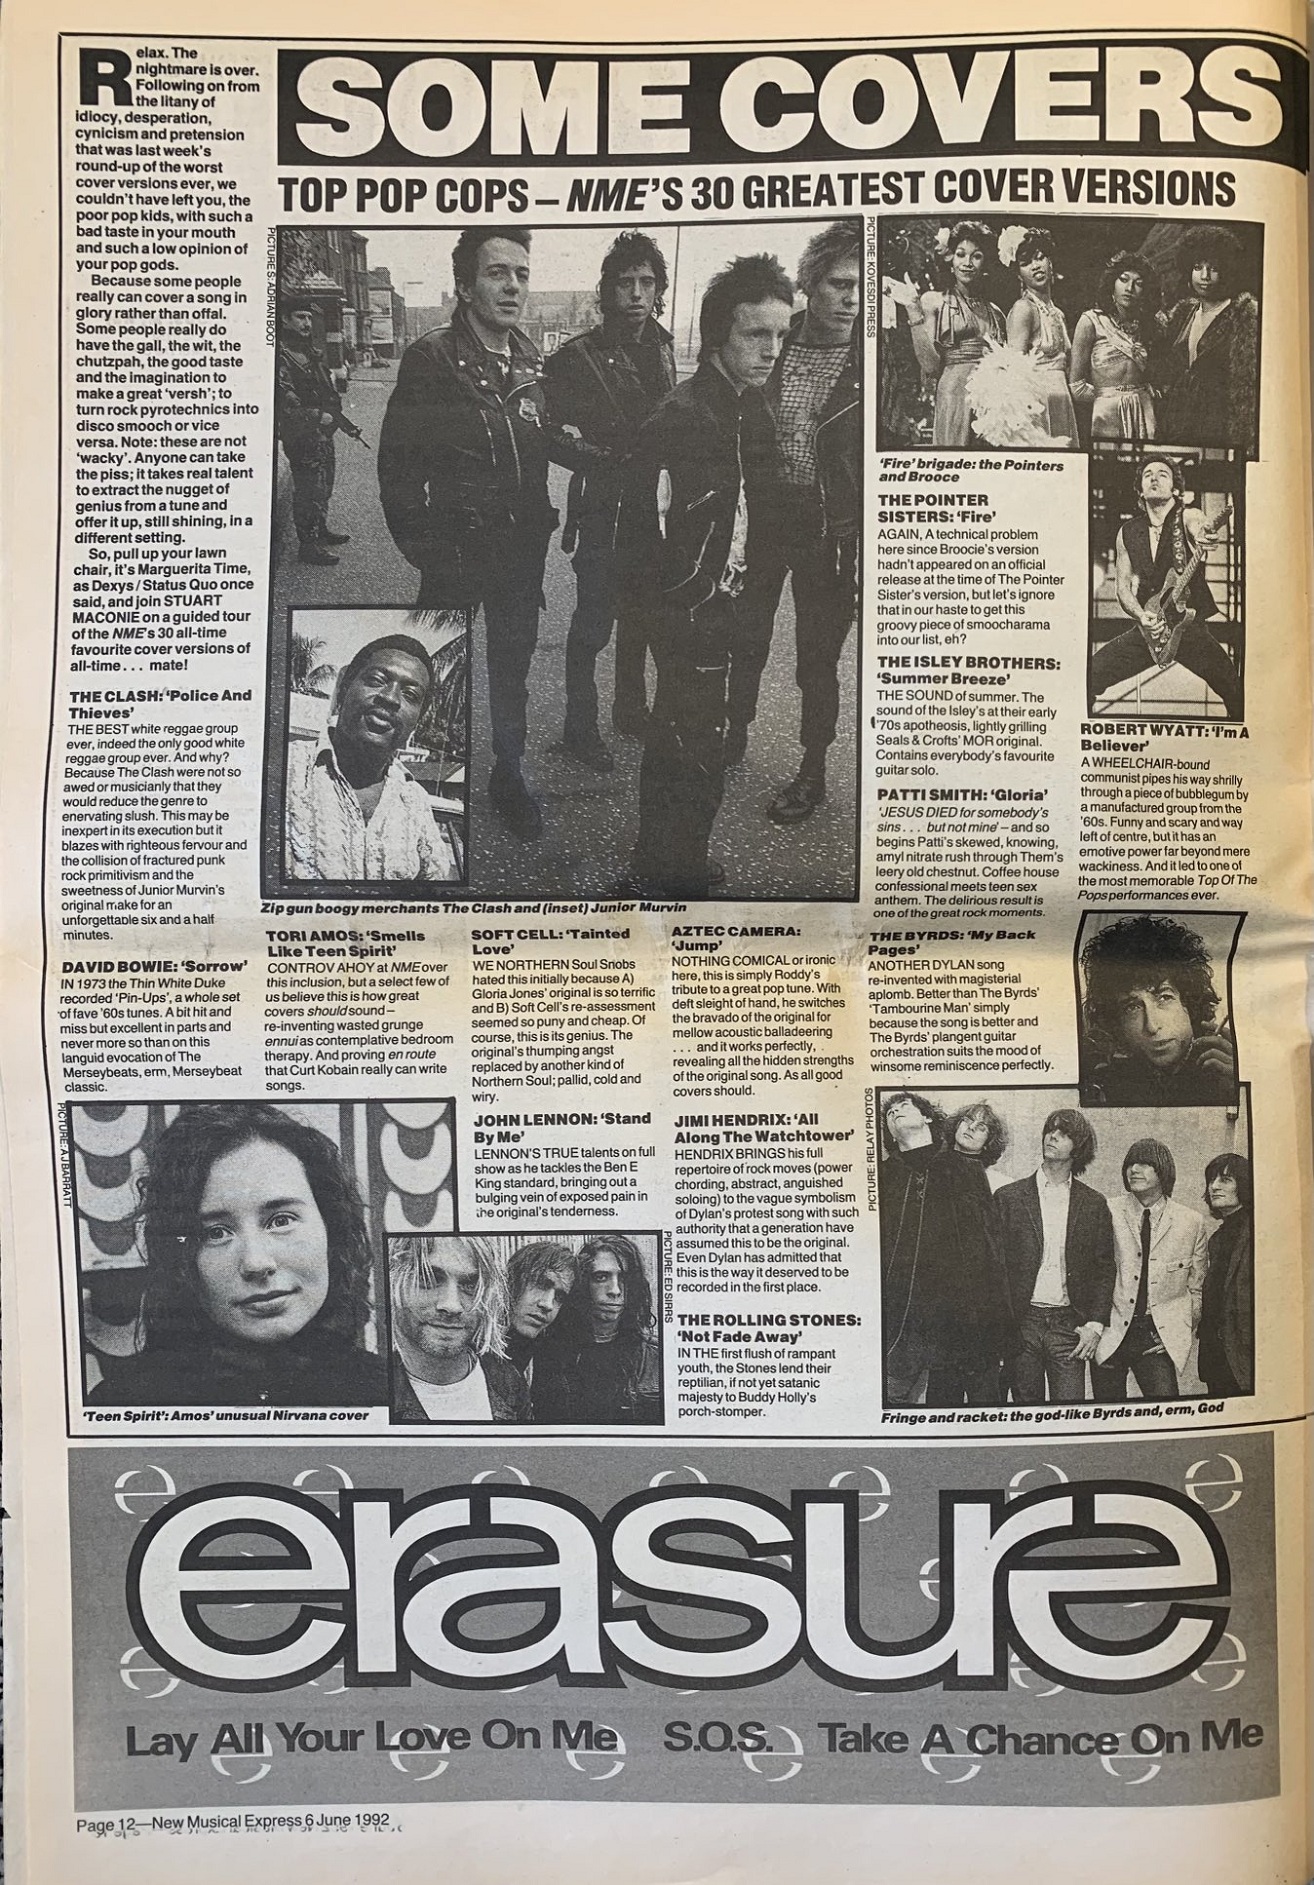 SOME COVERS
TOP POP COPS – NME'S 30 GREATEST COVER VERSIONS
Relax. The
nightmare is over.
Following on from
the litany of
idiocy, desperation,
cynicism and pretension
that was last week's
round-up of the worst
cover versions ever, we
couldn't have left you, the
poor pop kids, with such a
bad taste in your mouth
and such a low opinion of
your pop gods.
Because some people
really can cover a song in
glory rather than offal.
Some people really do
have the gall, the wit, the
chutzpah, the good taste
and the imagination to
make a great 'versh'; to
turn rock pyrotechnics into
disco smooch or vice
versa. Note: these are not
'wacky'. Anyone can take
the piss; it takes real talent
to extract the nugget of
genius from a tune and
offer it up, still shining, in a
different setting.
So, pull up your lawn
chair, it's Marguerita Time,
as Dexys/Status Quo once
said, and join STUART
MACONIE on a guided tour
of the NME's 30 all-time
favourite cover versions of
all-time... mate!
THE CLASH: 'Police And
Thieves'
THE BEST white reggae group
ever, indeed the only good white
reggae group ever. And why?
Because The Clash were not so
awed or musicianly that they
would reduce the genre to
enervating slush. This may be
inexpert in its execution but it
blazes with righteous fervour and
the collision of fractured punk
rock primitivism and the
sweetness of Junior Murvin's
original make for an
unforgettable six and a half
minutes.
DAVID BOWIE: 'Sorrow'
IN 1973 the Thin White Duke
recorded 'Pin-Ups', a whole set
of fave '60s tunes. A bit hit and
miss but excellent in parts and
never more so than on this
languid evocation of The
Merseybeats, erm, Merseybeat
classic.
PICTURES: ADRIAN BOOT
Zip gun boogy merchants The Clash and (inset) Junior Murvin
TORI AMOS: 'Smells
Like Teen Spirit'
CONTROV AHOY at NME over
this inclusion, but a select few of
us believe this is how great
covers should sound –
re-inventing wasted grunge
ennui as contemplative bedroom
therapy. And proving en route
that Curt Kobain really can write
songs.
PICTURE: AJ BARRATT
'Teen Spirit': Amos' unusual Nirvana cover
SOFT CELL: 'Tainted
Love'
WE NORTHERN Soul Snobs
hated this initially because A)
Gloria Jones' original is so terrific
and B) Soft Cell's re-assessment
seemed so puny and cheap. Of
course, this is its genius. The
original's thumping angst
replaced by another kind of
Northern Soul; pallid, cold and
wiry.
JOHN LENNON: 'Stand
By Me'
LENNON'S TRUE talents on full
show as he tackles the Ben E
King standard, bringing out a
bulging vein of exposed pain in
the original's tenderness.
PICTURE: ED SIRRS
AZTEC CAMERA:
'Jump'
NOTHING COMICAL or ironic
here, this is simply Roddy's
tribute to a great pop tune. With
deft sleight of hand, he switches
the bravado of the original for
mellow acoustic balladeering
... and it works perfectly,
revealing all the hidden strengths
of the original song. As all good
covers should.
JIMI HENDRIX: 'All
Along The Watchtower'
HENDRIX BRINGS his full
repertoire of rock moves (power
chording, abstract, anguished
soloing) to the vague symbolism
of Dylan's protest song with such
authority that a generation have
assumed this to be the original.
Even Dylan has admitted that
this is the way it deserved to be
recorded in the first place.
THE ROLLING STONES:
'Not Fade Away'
IN THE first flush of rampant
youth, the Stones lend their
reptilian, if not yet satanic
majesty to Buddy Holly's
porch-stomper.
PICTURE: KOVESDI PRESS
'Fire' brigade: the Pointers
and Brooce
THE POINTER
SISTERS: 'Fire'
AGAIN, A technical problem
here since Broocie's version
hadn't appeared on an official
release at the time of The Pointer
Sister's version, but let's ignore
that in our haste to get this
groovy piece of smoocharama
into our list, eh?
THE ISLEY BROTHERS:
'Summer Breeze'
THE SOUND of summer. The
sound of the Isley's at their early
'70s apotheosis, lightly grilling
Seals & Crofts' MOR original.
Contains everybody's favourite
guitar solo.
PATTI SMITH: 'Gloria'
'JESUS DIED for somebody's
sins... but not mine' – and so
begins Patti's skewed, knowing,
amyl nitrate rush through Them's
leery old chestnut. Coffee house
confessional meets teen sex
anthem. The delirious result is
one of the great rock moments.
THE BYRDS: 'My Back
Pages'
ANOTHER DYLAN song
re-invented with magisterial
aplomb. Better than The Byrds'
'Tambourine Man' simply
because the song is better and
The Byrds' plangent guitar
orchestration suits the mood of
winsome reminiscence perfectly.
ROBERT WYATT: 'I'm A
Believer'
A WHEELCHAIR-bound
communist pipes his way shrilly
through a piece of bubblegum by
a manufactured group from the
'60s. Funny and scary and way
left of centre, but it has an
emotive power far beyond mere
wackiness. And it led to one of
the most memorable Top Of The
Pops performances ever.
PICTURE: RELAY PHOTOS
Fringe and racket: the god-like Byrds and, erm, God
erasure
Lay All Your Love On Me S.O.S. Take A Chance On Me
Page 12—New Musical Express 6 June 1992